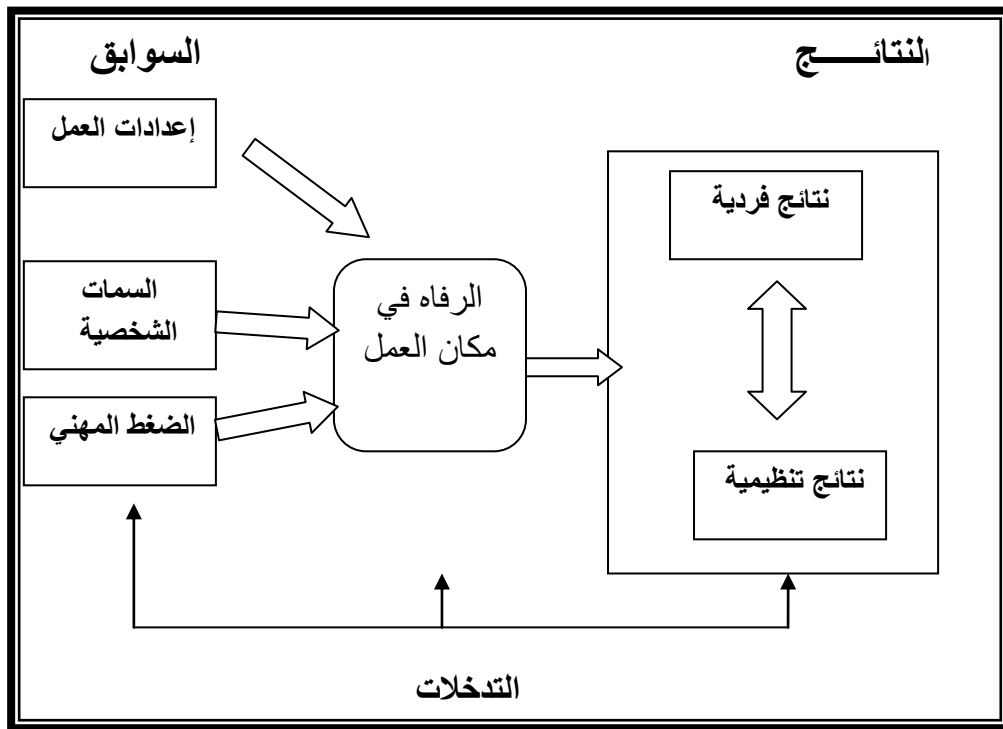 السوابق
النتائـــــج
إعدادات العمل
السمات
الشخصية
الضغط المهني
الرفاه في
مكان العمل
نتائج فردية
نتائج تنظيمية
التدخلات